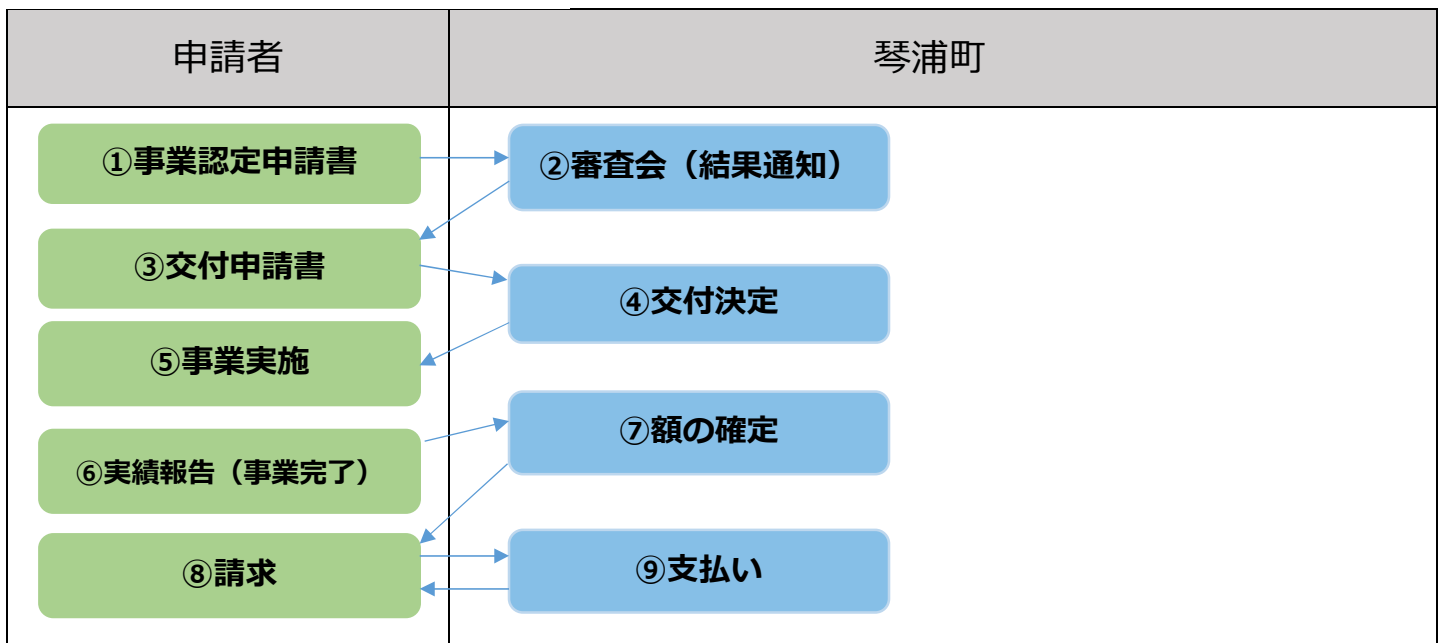 申請者
琴浦町
①事業認定申請書
②審査会（結果通知）
③交付申請書
④交付決定
⑤事業実施
⑥実績報告（事業完了）
⑦額の確定
⑧請求
⑨支払い